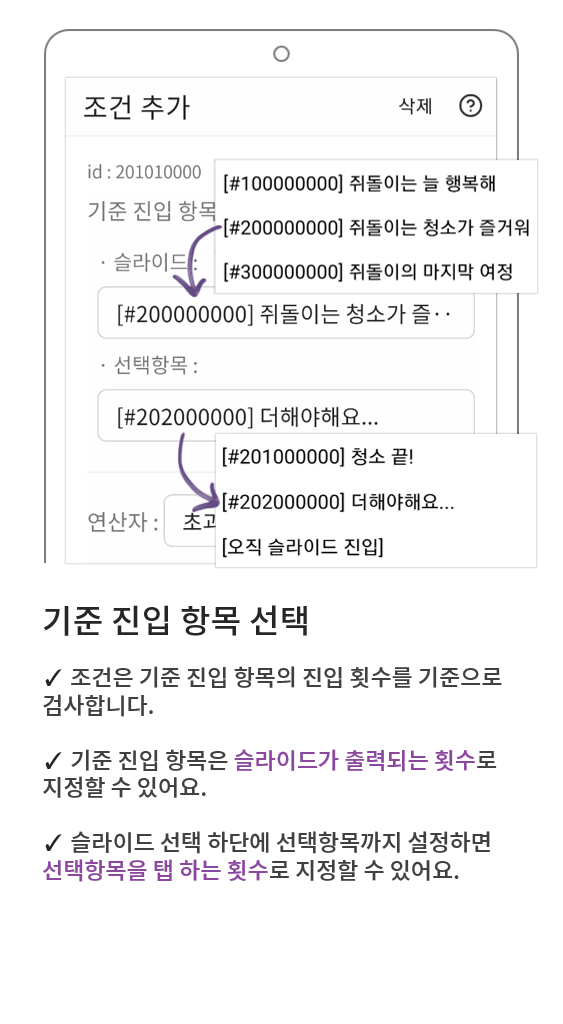 조건 추가
삭제
?
id : 201010000
기준 진입 항목
[#100000000] 쥐돌이는 늘 행복해
[#200000000] 쥐돌이는 청소가 즐거워
[#300000000] 쥐돌이의 마지막 여정
· 슬라이드 :
[#200000000] 쥐돌이는 청소가 즐··
· 선택항목 :
[#202000000] 더해야해요...
[#201000000] 청소 끝!
[#202000000] 더해야해요...
[오직 슬라이드 진입]
연산자 :
기준 진입 항목 선택
✓ 조건은 기준 진입 항목의 진입 횟수를 기준으로
검사합니다.
✓ 기준 진입 항목은 슬라이드가 출력되는 횟수로
지정할 수 있어요.
✓ 슬라이드 선택 하단에 선택항목까지 설정하면
선택항목을 탭 하는 횟수로 지정할 수 있어요.